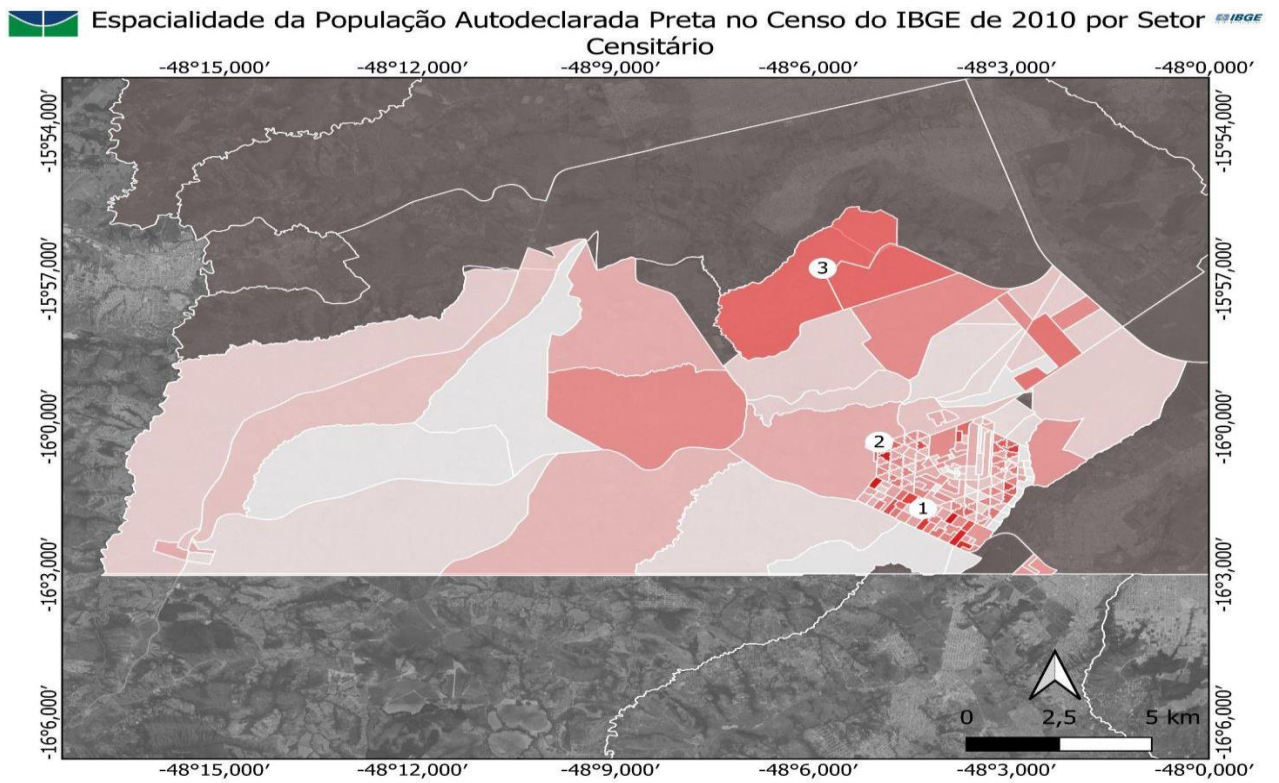 Espacialidade da População Autodeclarada Preta no Censo do IBGE de 2010 por Setor
Censitário
IBGE
-48°15,000′ -48°12,000′ -48°9,000′ -48°6,000′ -48°3,000′ -48°0,000′
-15°54,000′ -15°54,000′
-15°57,000′ -15°57,000′
3
-16°0,000′ -16°0,000′
2
1
-16°3,000′ -16°3,000′
-16°6,000′ -16°6,000′
0 2,5 5 km
-48°15,000′ -48°12,000′ -48°9,000′ -48°6,000′ -48°3,000′ -48°0,000′